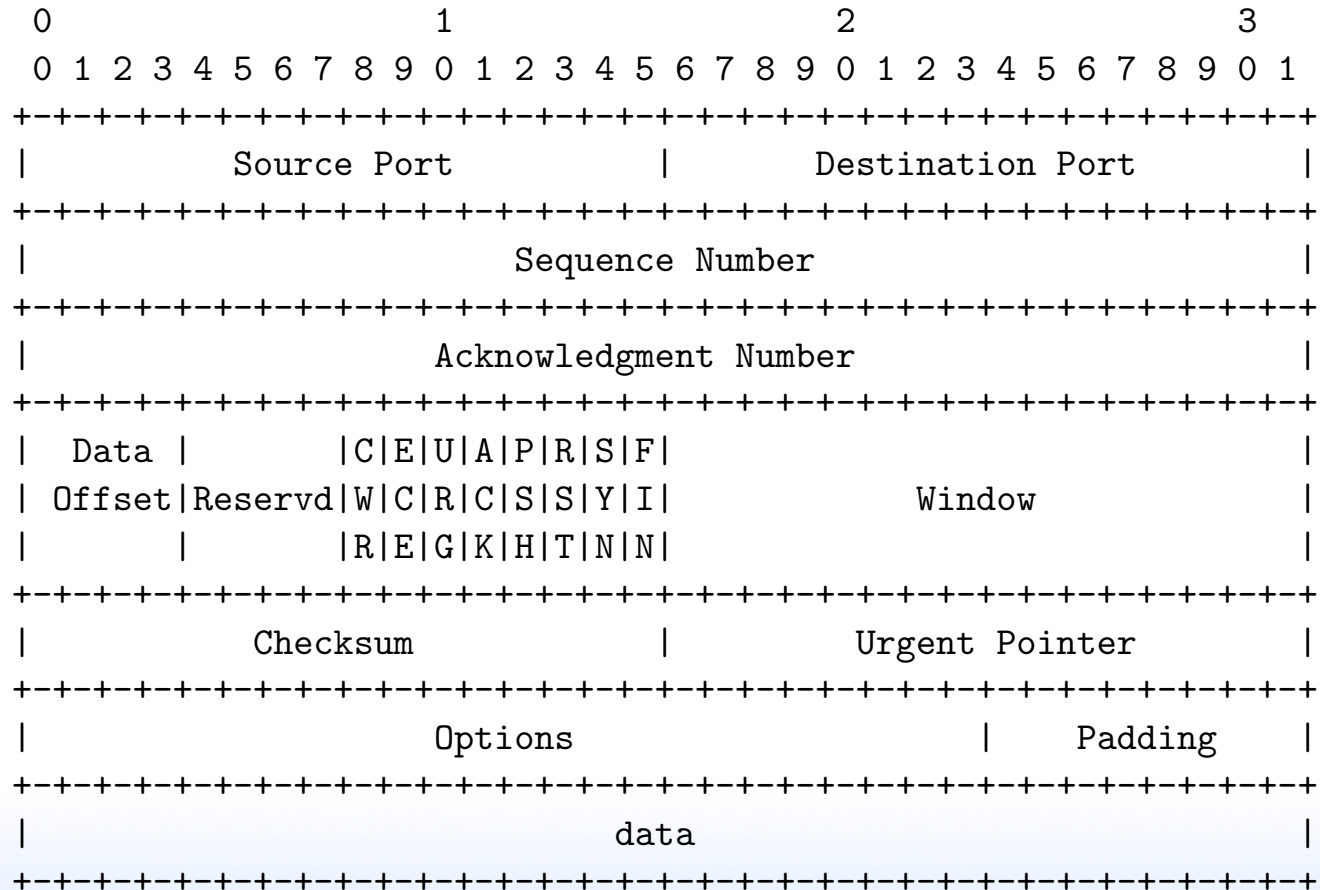 0                   1                   2                   3
 0 1 2 3 4 5 6 7 8 9 0 1 2 3 4 5 6 7 8 9 0 1 2 3 4 5 6 7 8 9 0 1
+-+-+-+-+-+-+-+-+-+-+-+-+-+-+-+-+-+-+-+-+-+-+-+-+-+-+-+-+-+-+-+-+
|          Source Port          |       Destination Port        |
+-+-+-+-+-+-+-+-+-+-+-+-+-+-+-+-+-+-+-+-+-+-+-+-+-+-+-+-+-+-+-+-+
|                        Sequence Number                        |
+-+-+-+-+-+-+-+-+-+-+-+-+-+-+-+-+-+-+-+-+-+-+-+-+-+-+-+-+-+-+-+-+
|                    Acknowledgment Number                      |
+-+-+-+-+-+-+-+-+-+-+-+-+-+-+-+-+-+-+-+-+-+-+-+-+-+-+-+-+-+-+-+-+
|  Data |       |C|E|U|A|P|R|S|F|                               |
| Offset|Reservd|W|C|R|C|S|S|Y|I|            Window             |
|       |       |R|E|G|K|H|T|N|N|                               |
+-+-+-+-+-+-+-+-+-+-+-+-+-+-+-+-+-+-+-+-+-+-+-+-+-+-+-+-+-+-+-+-+
|           Checksum            |         Urgent Pointer        |
+-+-+-+-+-+-+-+-+-+-+-+-+-+-+-+-+-+-+-+-+-+-+-+-+-+-+-+-+-+-+-+-+
|                    Options                    |    Padding    |
+-+-+-+-+-+-+-+-+-+-+-+-+-+-+-+-+-+-+-+-+-+-+-+-+-+-+-+-+-+-+-+-+
|                             data                              |
+-+-+-+-+-+-+-+-+-+-+-+-+-+-+-+-+-+-+-+-+-+-+-+-+-+-+-+-+-+-+-+-+